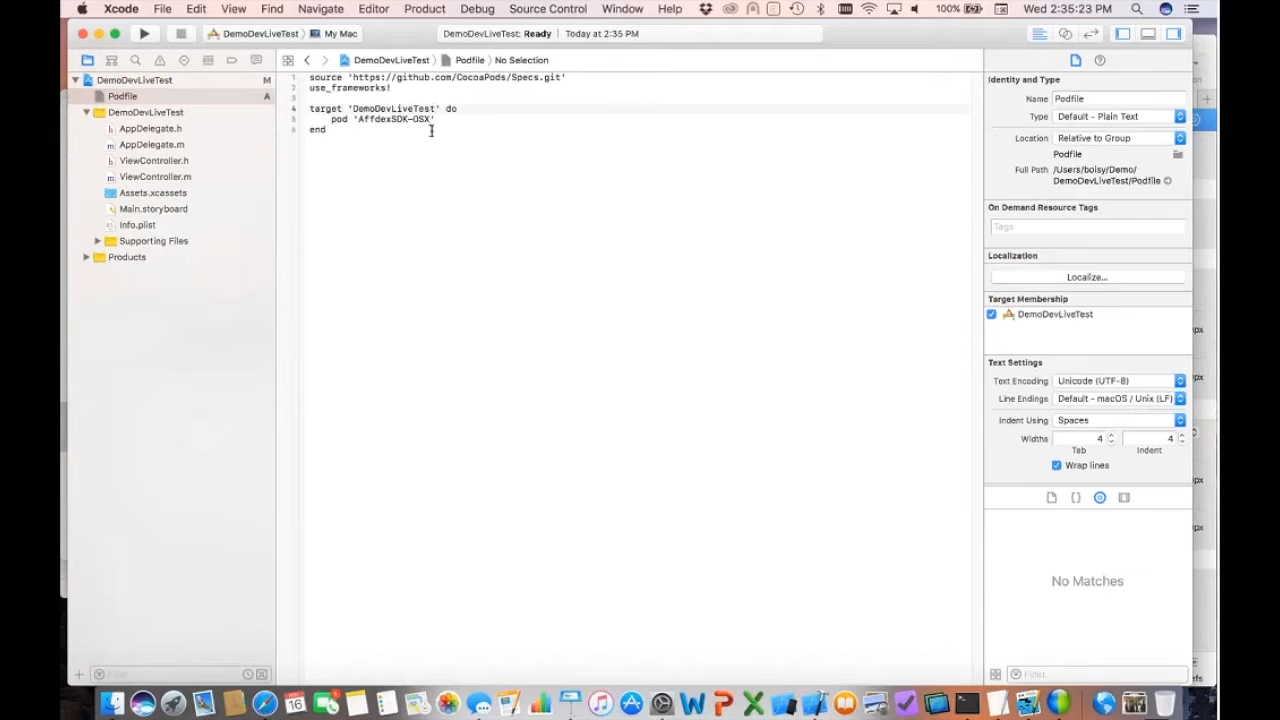 Xcode File Edit View Find Navigate Editor Product Debug Source Control Window Help 100% Wed 2:35:23 PM
DemoDevLiveTest My Mac DemoDevLiveTest: Ready Today at 2:35 PM
DemoDevLiveTest M
DemoDevLiveTest Podfile No Selection
Podfile A
DemoDevLiveTest
AppDelegate.h
AppDelegate.m
ViewController.h
ViewController.m
Assets.xcassets
Main.storyboard
Info.plist
Supporting Files
Products
Filter
1 source 'https://github.com/CocoaPods/Specs.git'
2 use_frameworks!
3
4 target 'DemoDevLiveTest' do
5 pod 'AffdexSDK-OSX'
6 end
Identity and Type
Name Podfile
Type Default - Plain Text
Location Relative to Group
Podfile
Full Path /Users/boisy/Demo/
DemoDevLiveTest/Podfile
On Demand Resource Tags
Tags
Localization
Localize...
Target Membership
DemoDevLiveTest
Text Settings
Text Encoding Unicode (UTF-8)
Line Endings Default - macOS / Unix (LF)
Indent Using Spaces
Widths 4 4
Tab Indent
Wrap lines
No Matches
Filter
16